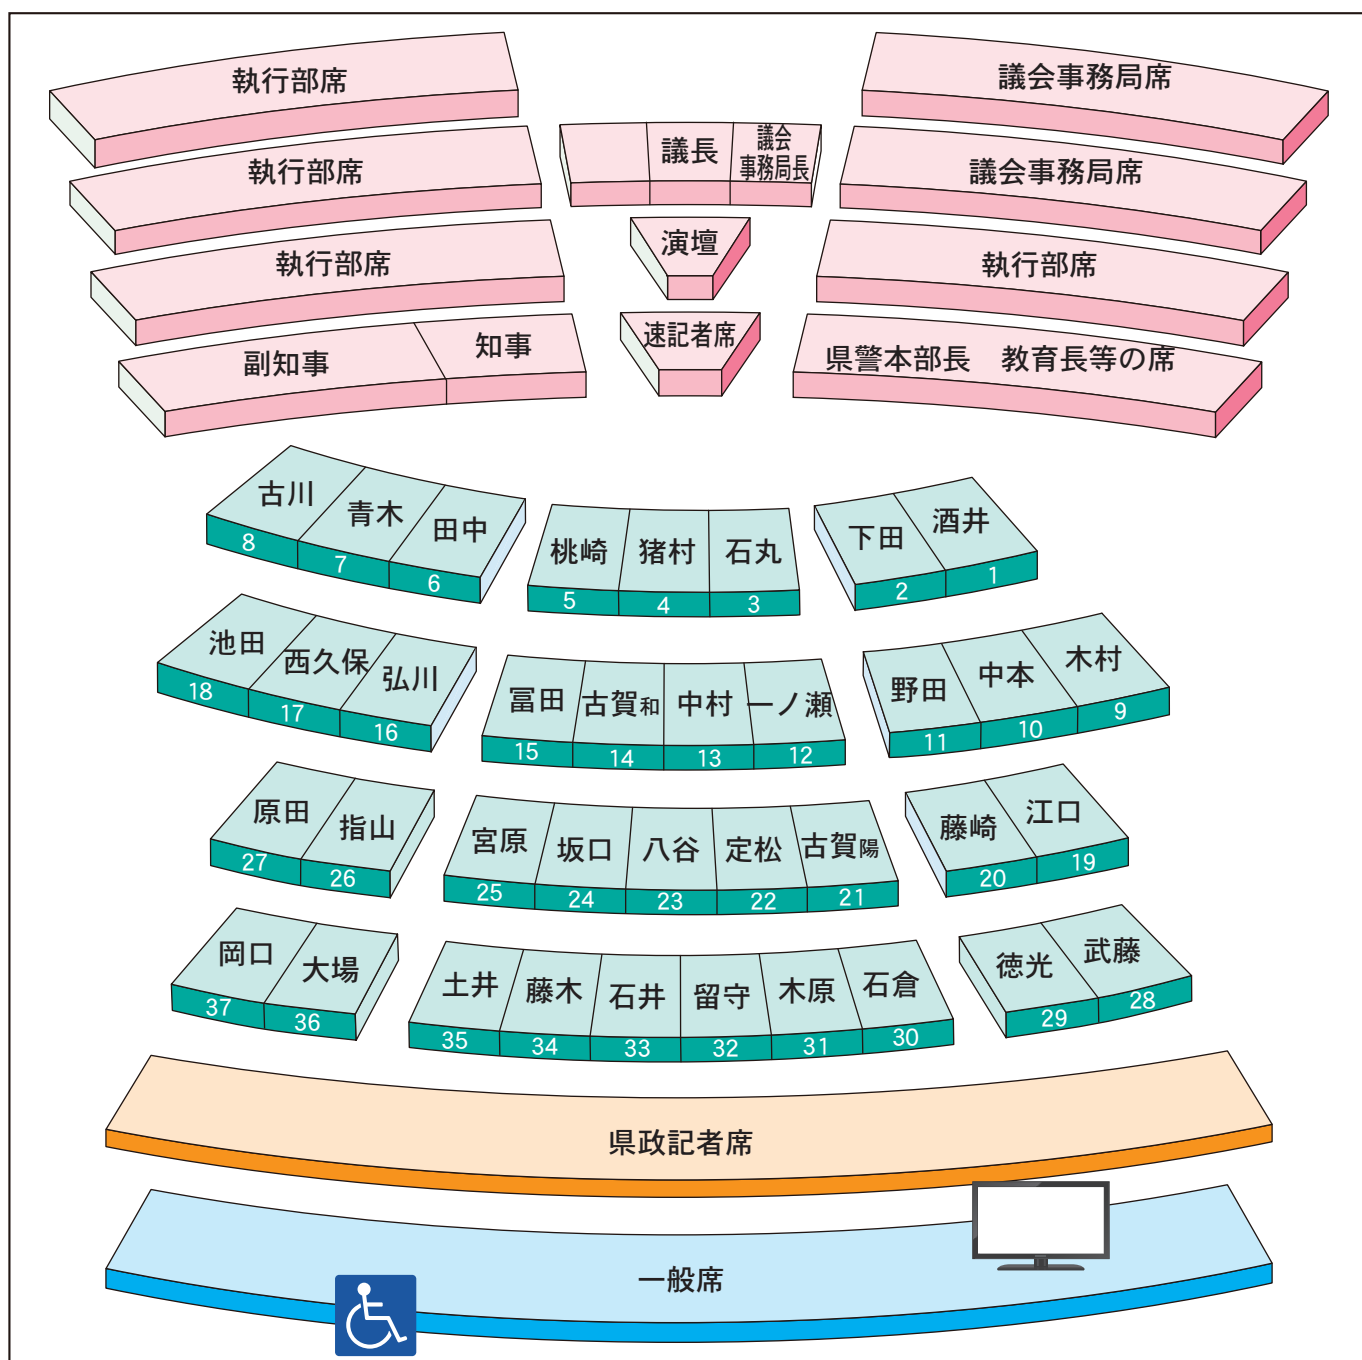 執行部席
議会事務局席
議長
議会
事務局長
執行部席
議会事務局席
演壇
執行部席
執行部席
速記者席
副知事
知事
県警本部長　教育長等の席
古川
青木
田中
桃崎
猪村
石丸
下田
酒井
8
7
6
5
4
3
2
1
池田
西久保
弘川
冨田
古賀和
中村
一ノ瀬
野田
中本
木村
18
17
16
15
14
13
12
11
10
9
原田
指山
宮原
坂口
八谷
定松
古賀陽
藤崎
江口
27
26
25
24
23
22
21
20
19
岡口
大場
土井
藤木
石井
留守
木原
石倉
徳光
武藤
37
36
35
34
33
32
31
30
29
28
県政記者席
一般席